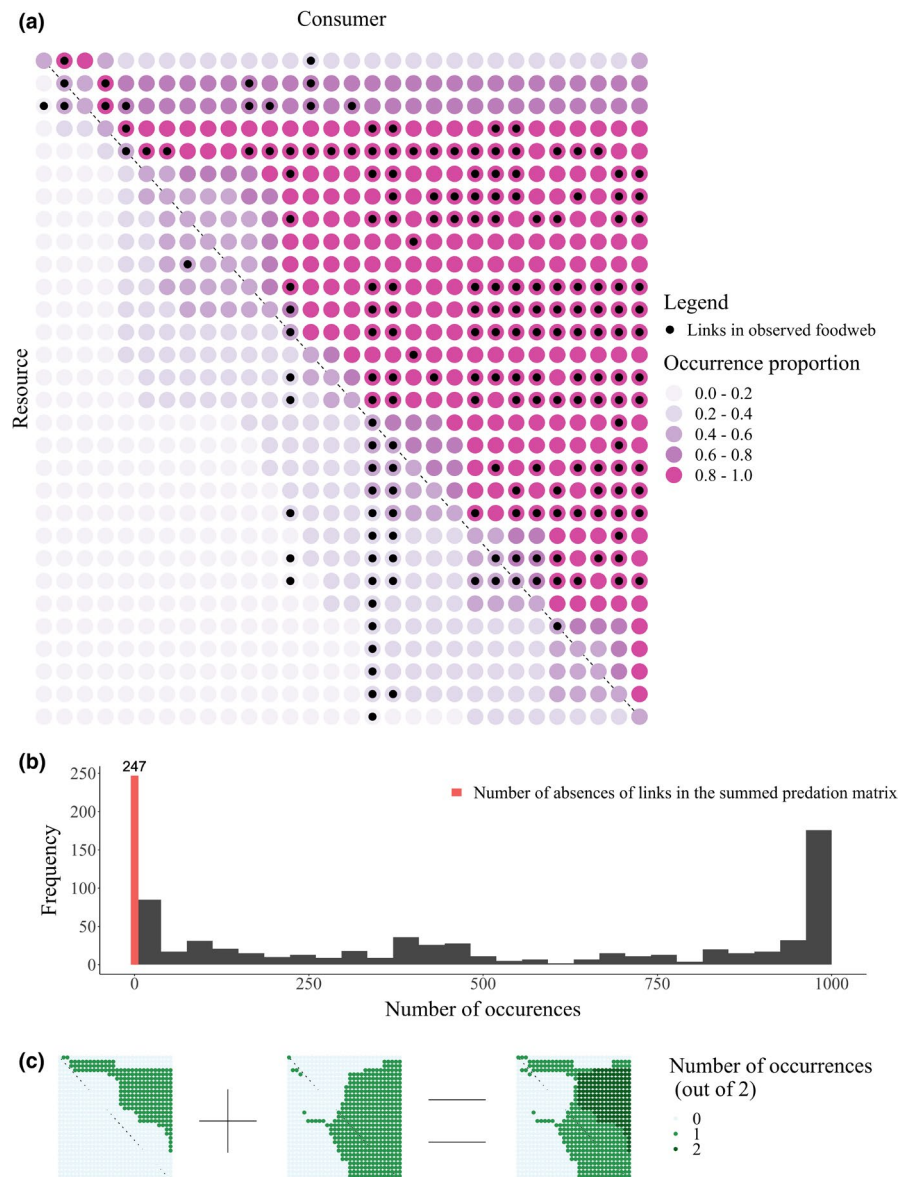 (a)
Consumer
Resource
Legend
Links in observed foodweb
Occurrence proportion
0.0 - 0.2
0.2 - 0.4
0.4 - 0.6
0.6 - 0.8
0.8 - 1.0
(b)
247
250
200
150
100
50
0
Frequency
Number of absences of links in the summed predation matrix
0
250
500
750
1000
Number of occurences
(c)
Number of occurrences
(out of 2)
0
1
2